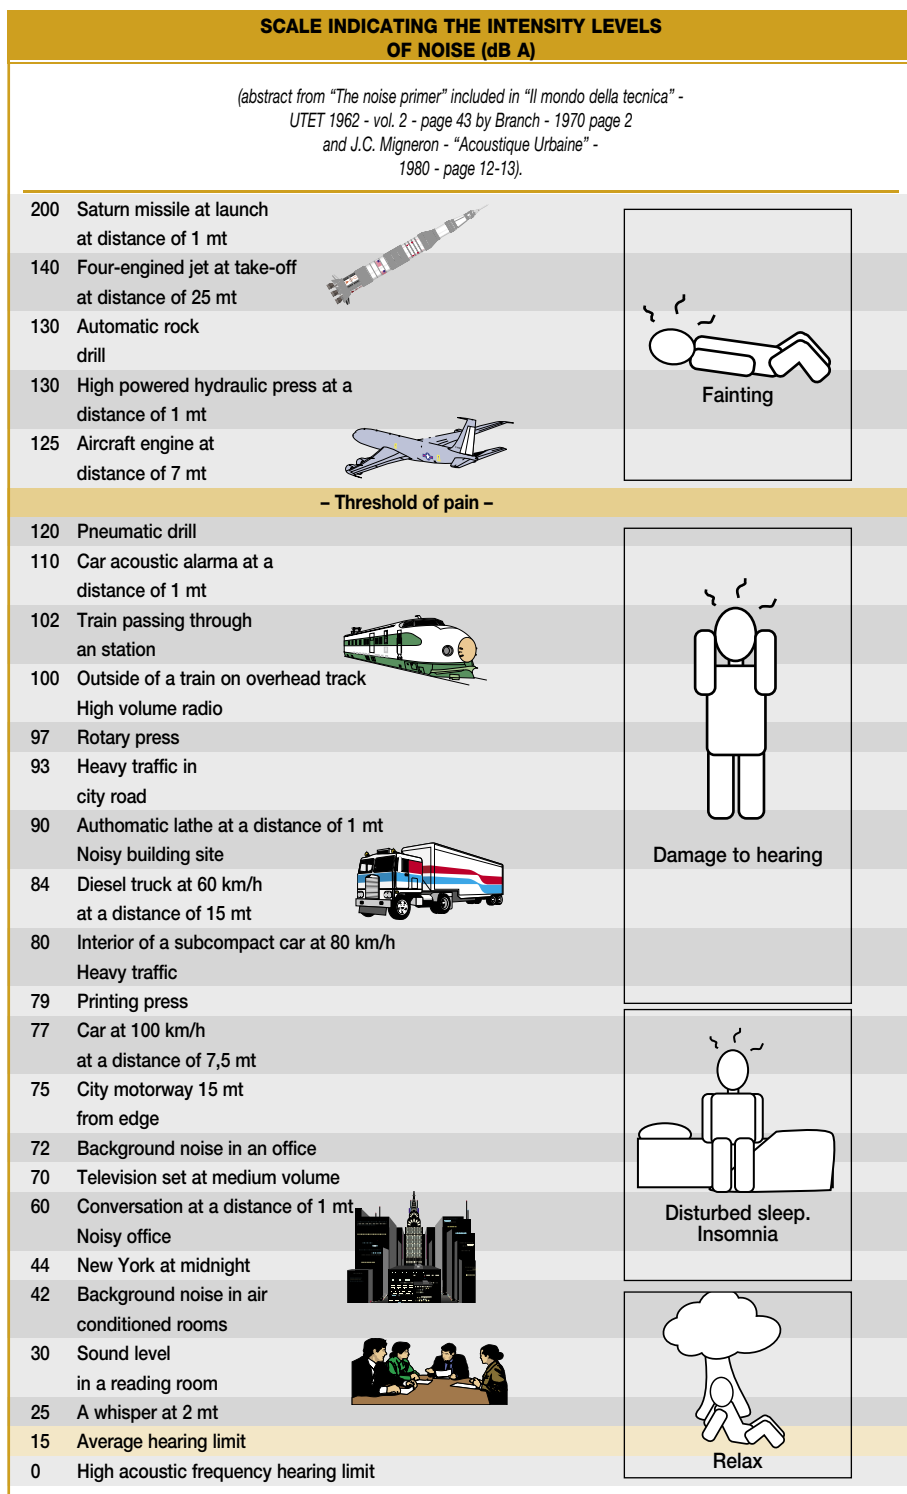 SCALE INDICATING THE INTENSITY LEVELS
OF NOISE (dB A)
(abstract from “The noise primer” included in “Il mondo della tecnica” -
UTET 1962 - vol. 2 - page 43 by Branch - 1970 page 2
and J.C. Migneron - “Acoustique Urbaine” -
1980 - page 12-13).
200 Saturn missile at launch
at distance of 1 mt
140 Four-engined jet at take-off
at distance of 25 mt
130 Automatic rock
drill
130 High powered hydraulic press at a
distance of 1 mt
125 Aircraft engine at
distance of 7 mt
Fainting
– Threshold of pain –
120 Pneumatic drill
110 Car acoustic alarma at a
distance of 1 mt
102 Train passing through
an station
100 Outside of a train on overhead track
High volume radio
97 Rotary press
93 Heavy traffic in
city road
90 Authomatic lathe at a distance of 1 mt
Noisy building site
84 Diesel truck at 60 km/h
at a distance of 15 mt
80 Interior of a subcompact car at 80 km/h
Heavy traffic
79 Printing press
Damage to hearing
77 Car at 100 km/h
at a distance of 7,5 mt
75 City motorway 15 mt
from edge
72 Background noise in an office
70 Television set at medium volume
60 Conversation at a distance of 1 mt
Noisy office
44 New York at midnight
Disturbed sleep.
Insomnia
42 Background noise in air
conditioned rooms
30 Sound level
in a reading room
25 A whisper at 2 mt
15 Average hearing limit
0 High acoustic frequency hearing limit
Relax